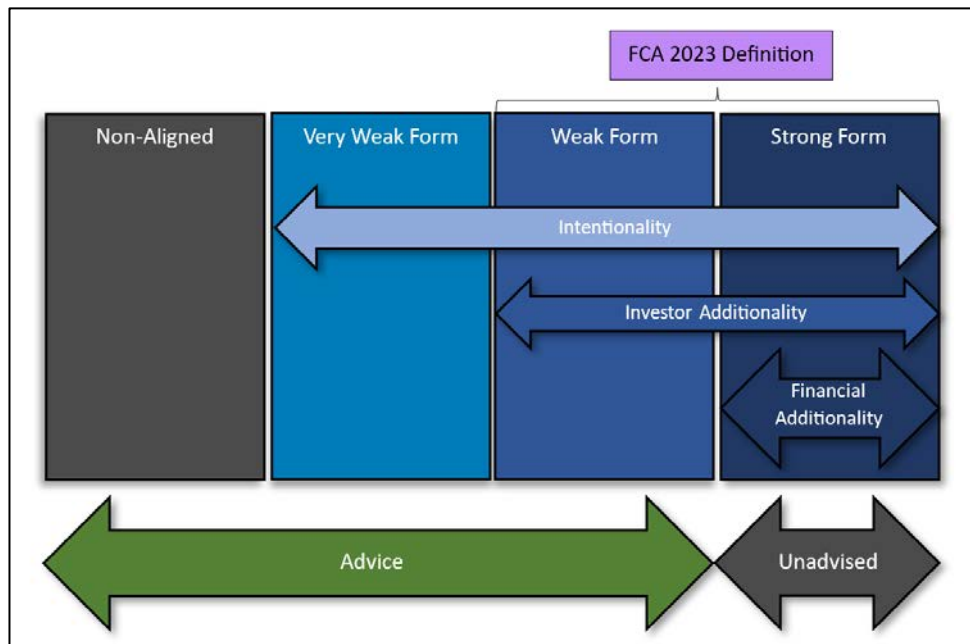 FCA 2023 Definition
Non-Aligned
Very Weak Form
Weak Form
Strong Form
Intentionality
Investor Additionality
Financial
Additionality
Advice
Unadvised